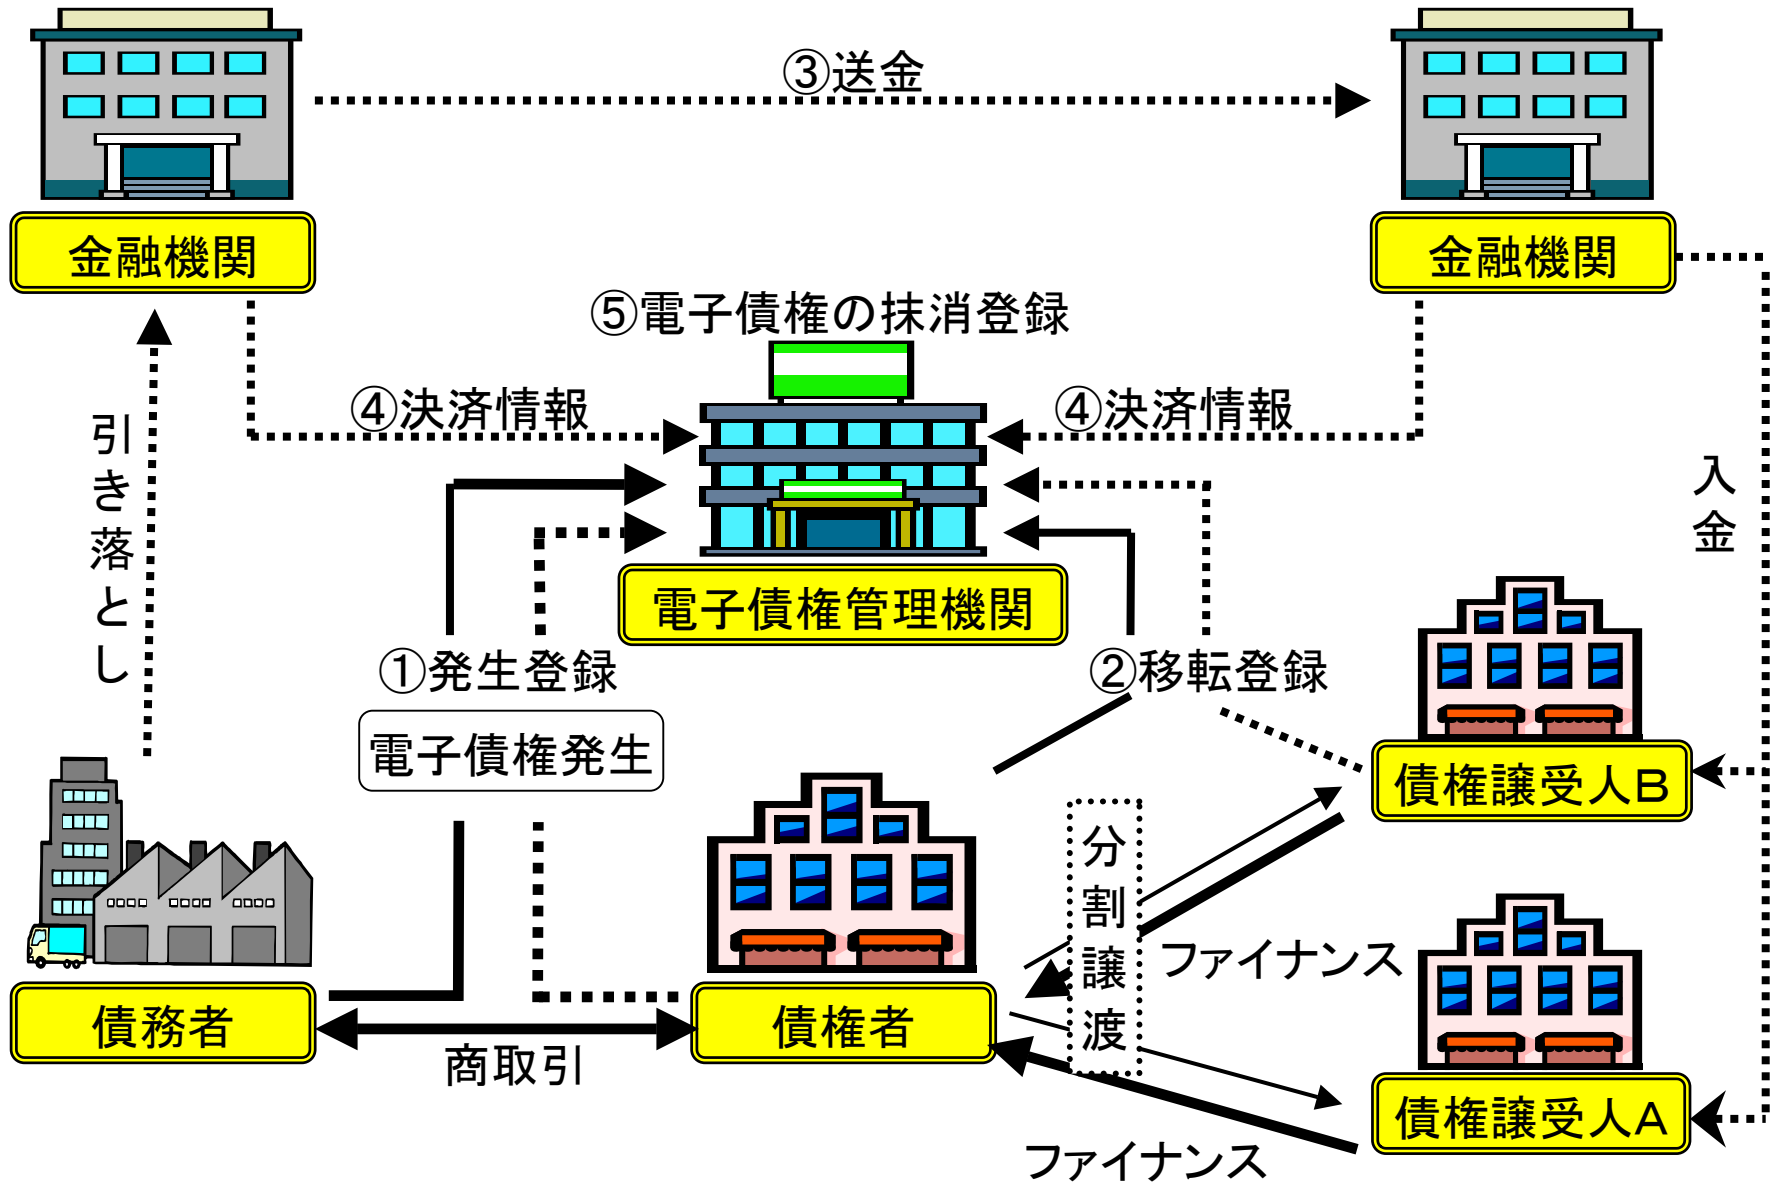 ③送金
金融機関
金融機関
⑤電子債権の抹消登録
④決済情報
④決済情報
引き落とし
入金
電子債権管理機関
①発生登録
②移転登録
電子債権発生
債権譲受人B
分割譲渡
ファイナンス
債務者
債権者
商取引
債権譲受人A
ファイナンス